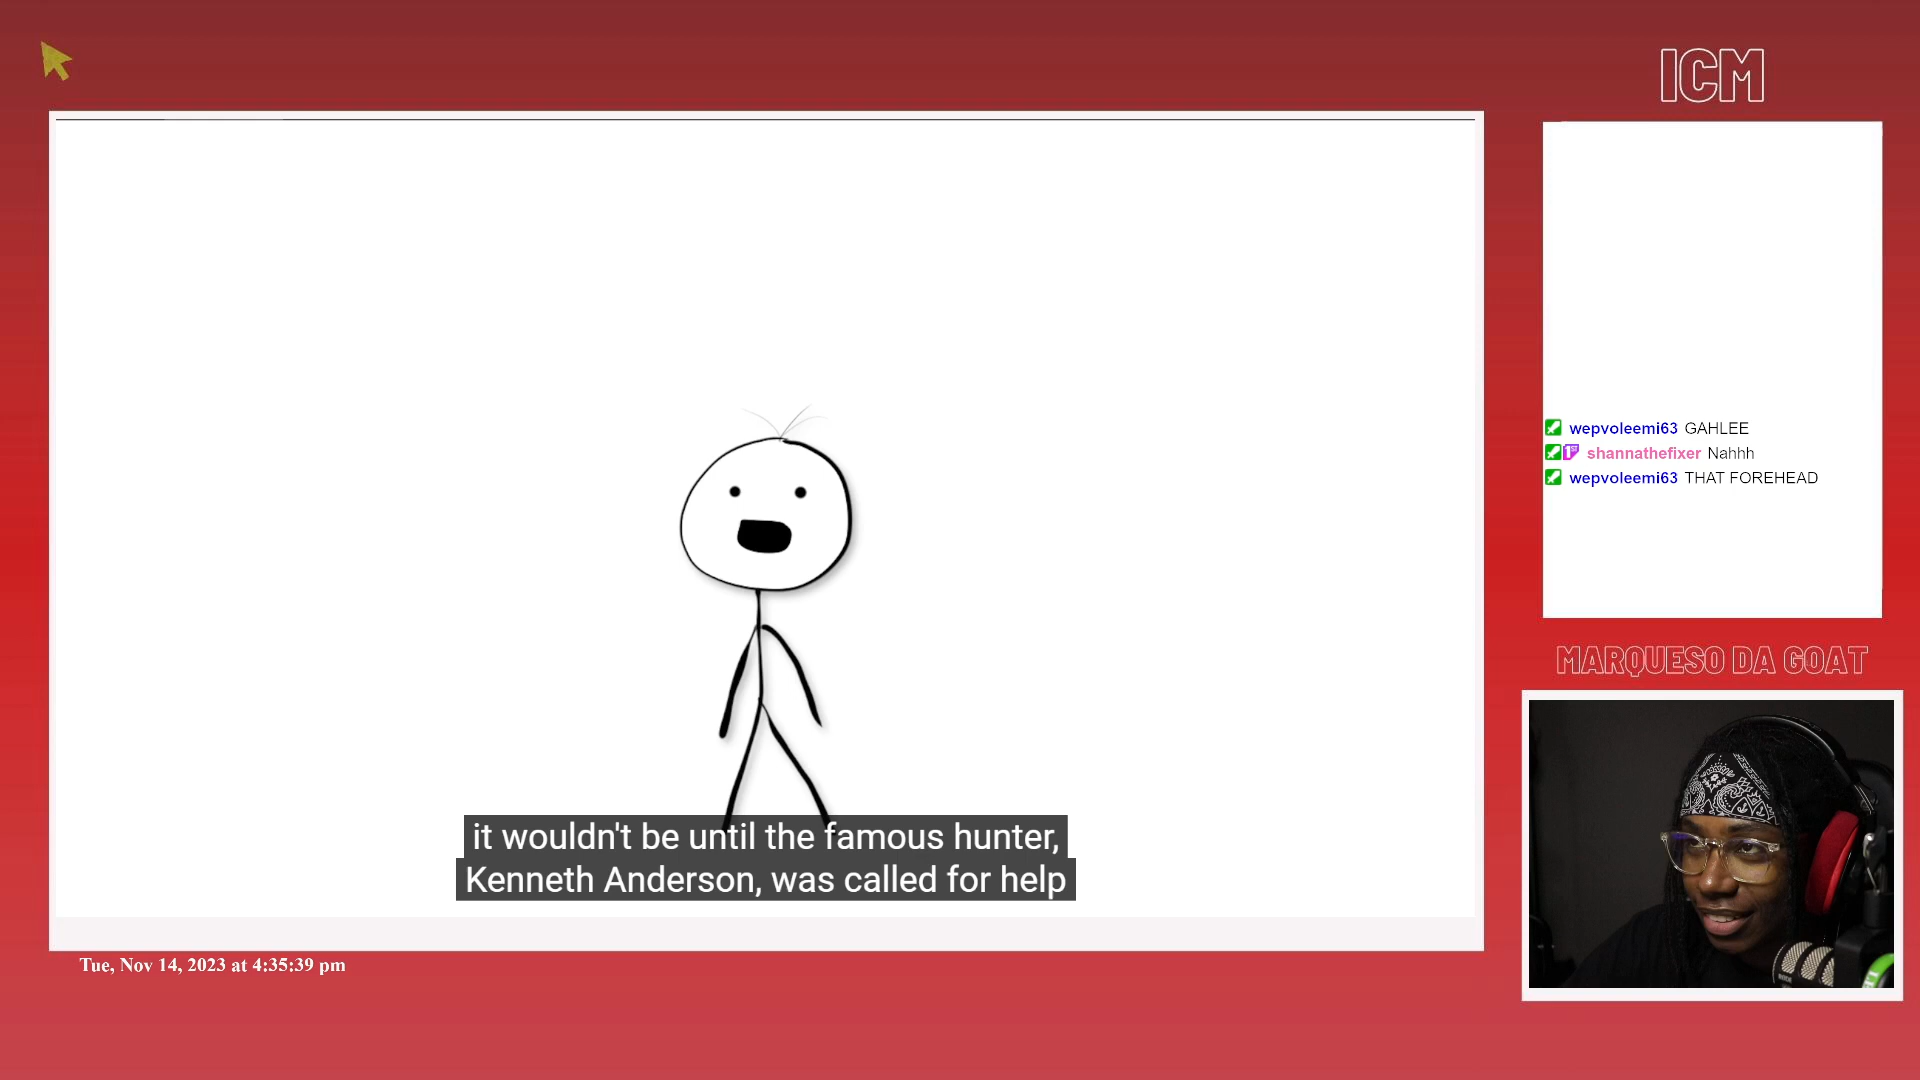 ICM
wepvoleemi63 GAHLEE
shannathefixer Nahhh
wepvoleemi63 THAT FOREHEAD
MARQUESO DA GOAT
it wouldn't be until the famous hunter,
Kenneth Anderson, was called for help
Tue, Nov 14, 2023 at 4:35:39 pm